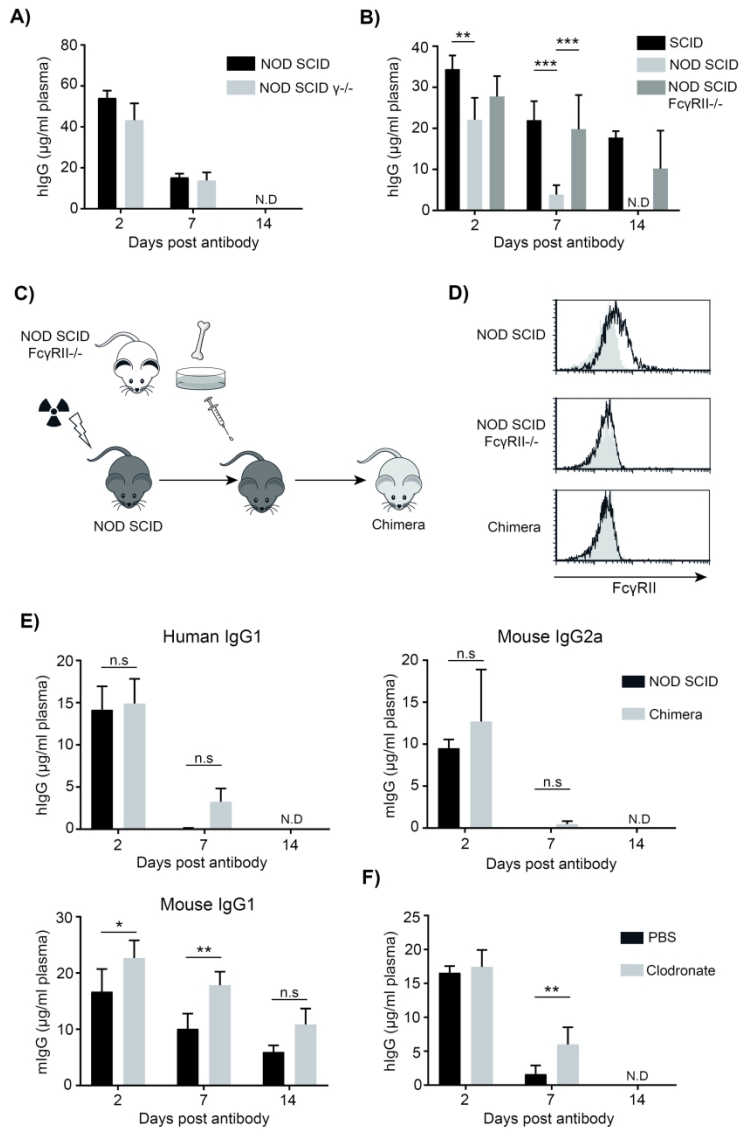 A)
hIgG (µg/ml plasma)
80
60
40
20
0
NOD SCID
NOD SCID γ-/-
N.D
2 7 14
Days post antibody
B)
hIgG (µg/ml plasma)
40
30
20
10
0
**
***
***
SCID
NOD SCID
NOD SCID
FcγRII-/-
N.D
2 7 14
Days post antibody
C)
NOD SCID
FcγRII-/-
NOD SCID
Chimera
D)
NOD SCID
NOD SCID
FcγRII-/-
Chimera
FcγRII
E)
Human IgG1
hIgG (µg/ml plasma)
20
15
10
5
0
n.s
n.s
N.D
2 7 14
Days post antibody
Mouse IgG2a
mIgG (µg/ml plasma)
20
15
10
5
0
n.s
n.s
N.D
NOD SCID
Chimera
2 7 14
Days post antibody
Mouse IgG1
mIgG (µg/ml plasma)
30
20
10
0
*
**
n.s
2 7 14
Days post antibody
F)
hIgG (µg/ml plasma)
25
20
15
10
5
0
**
N.D
PBS
Clodronate
2 7 14
Days post antibody